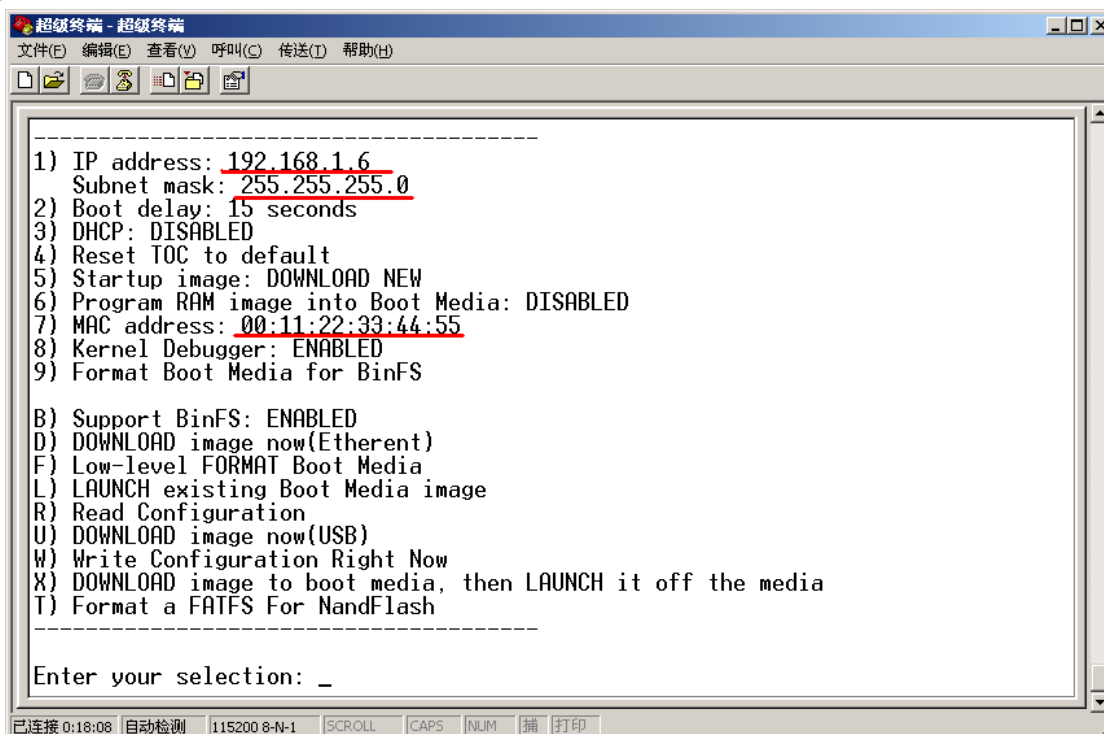 超级终端 - 超级终端
文件(F) 编辑(E) 查看(V) 呼叫(C) 传送(T) 帮助(H)
---------------------------------------
1) IP address: 192.168.1.6
Subnet mask: 255.255.255.0
2) Boot delay: 15 seconds
3) DHCP: DISABLED
4) Reset TOC to default
5) Startup image: DOWNLOAD NEW
6) Program RAM image into Boot Media: DISABLED
7) MAC address: 00:11:22:33:44:55
8) Kernel Debugger: ENABLED
9) Format Boot Media for BinFS
B) Support BinFS: ENABLED
D) DOWNLOAD image now(Etherent)
F) Low-level FORMAT Boot Media
L) LAUNCH existing Boot Media image
R) Read Configuration
U) DOWNLOAD image now(USB)
W) Write Configuration Right Now
X) DOWNLOAD image to boot media, then LAUNCH it off the media
T) Format a FATFS For NandFlash
---------------------------------------
Enter your selection: _
已连接 0:18:08 自动检测 115200 8-N-1 SCROLL CAPS NUM 捕 打印